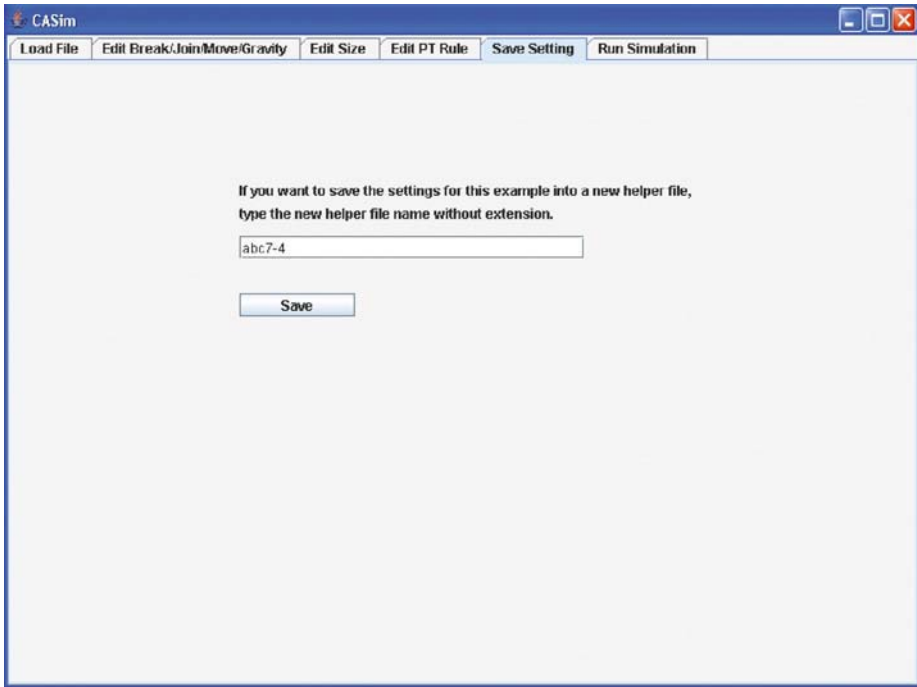 CASim
Load File Edit Break/Join/Move/Gravity Edit Size Edit PT Rule Save Setting Run Simulation
If you want to save the settings for this example into a new helper file,
type the new helper file name without extension.
abc7-4
Save